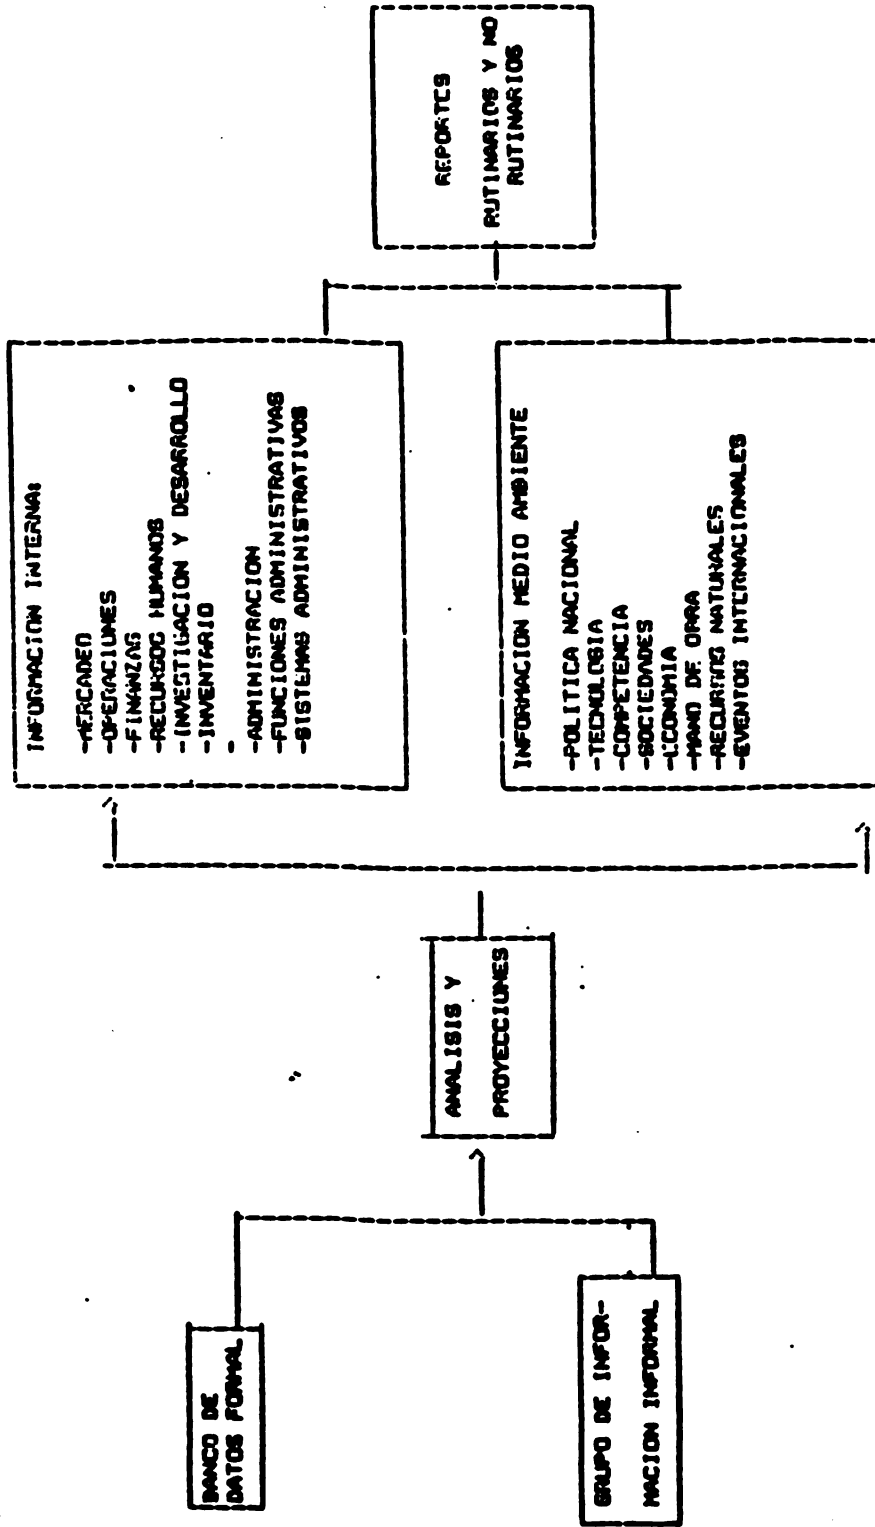 BANCO DE
DATOS FORMAL
GRUPO DE INFOR-
MACION INFORMAL
ANALISIS Y
PROYECCIONES
INFORMACION INTERNA:
-MERCADEO
-OPERACIONES
-FINANZAS
-RECURSOS HUMANOS
-INVESTIGACION Y DESARROLLO
-INVENTARIO
-
-ADMINISTRACION
-FUNCIONES ADMINISTRATIVAS
-SISTEMAS ADMINISTRATIVOS
INFORMACION MEDIO AMBIENTE
-POLITICA NACIONAL
-TECNOLOGIA
-COMPETENCIA
-SOCIEDADES
-ECONOMIA
-MANO DE OBRA
-RECURSOS NATURALES
-EVENTOS INTERNACIONALES
REPORTES
RUTINARIOS Y NO
RUTINARIOS